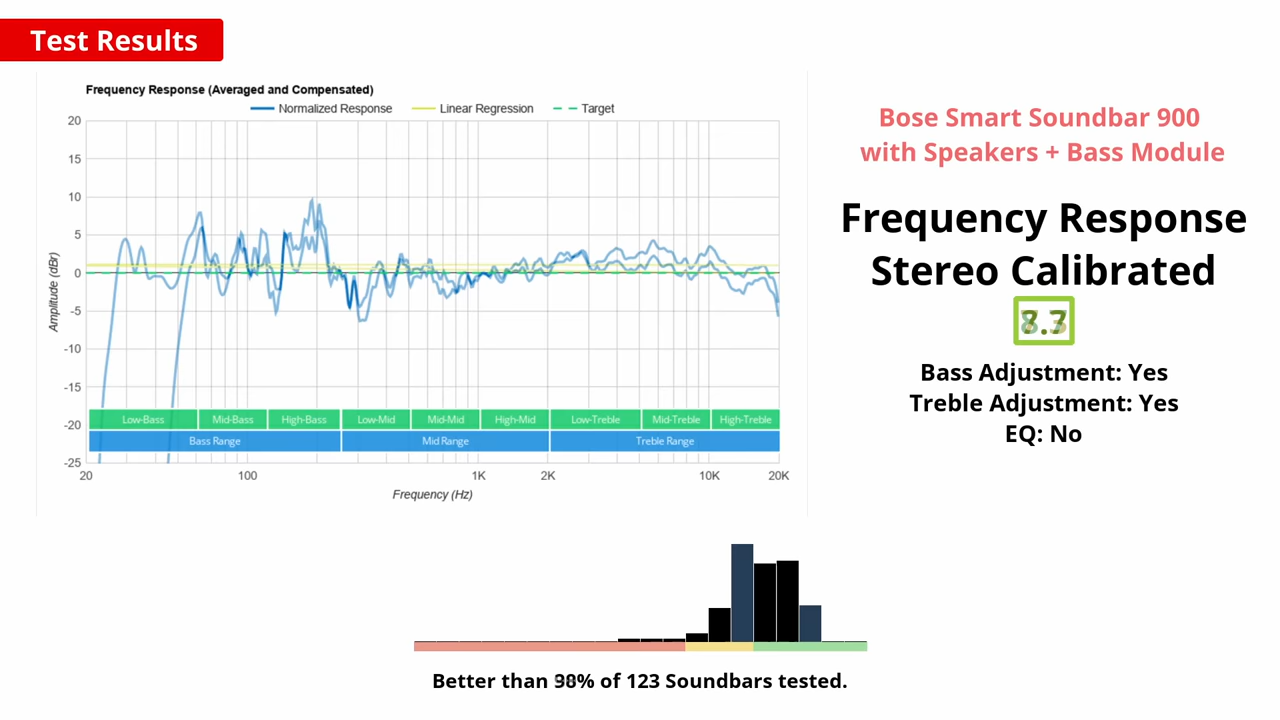 Test Results
Frequency Response (Averaged and Compensated)
Normalized Response Linear Regression Target
20
15
10
5
0
-5
-10
-15
-20
-25
Amplitude (dBr)
Low-Bass Mid-Bass High-Bass Low-Mid Mid-Mid High-Mid Low-Treble Mid-Treble High-Treble
Bass Range Mid Range Treble Range
20 100 1K 2K 10K 20K
Frequency (Hz)
Bose Smart Soundbar 900
with Speakers + Bass Module
Frequency Response
Stereo Calibrated
Bass Adjustment: Yes
Treble Adjustment: Yes
EQ: No
Better than of 123 Soundbars tested.